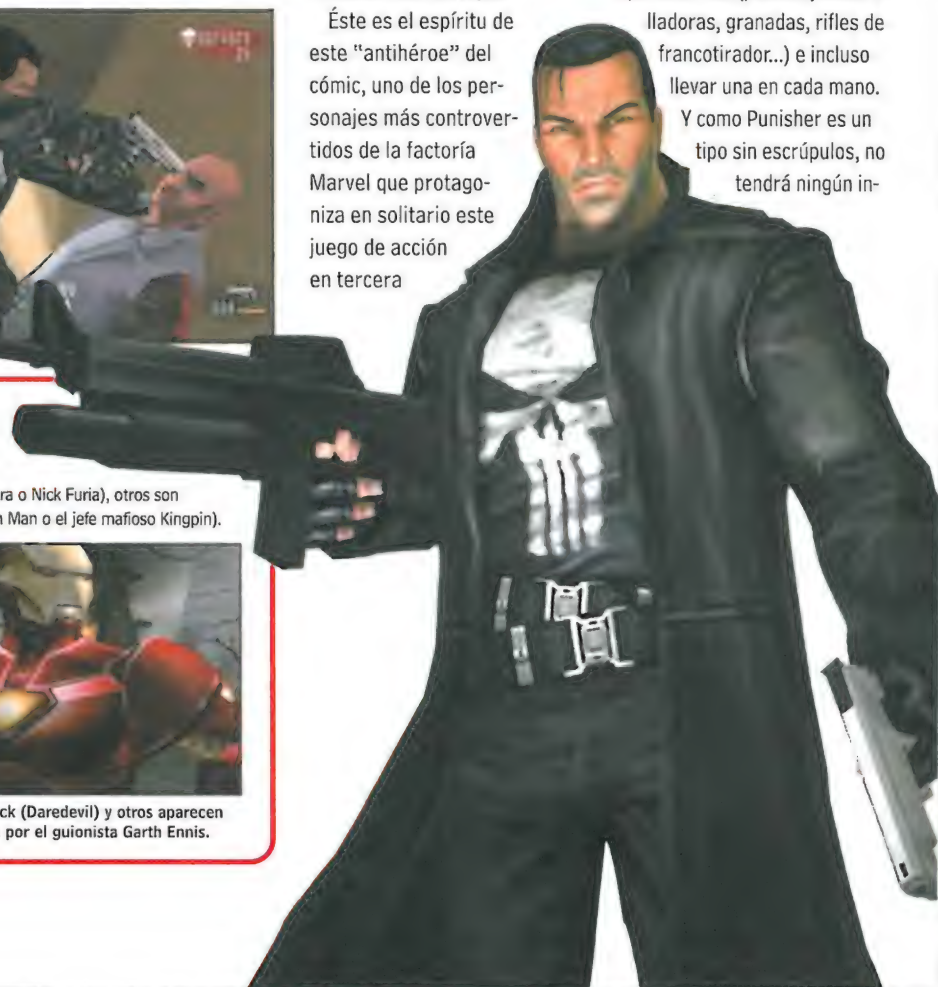 Éste es el espíritu de
este "antihéroe" del
cómic, uno de los per-
sonajes más controver-
tidos de la factoría
Marvel que protago-
niza en solitario este
juego de acción
en tercera
lladoras, granadas, rifles de
francotirador...) e incluso
llevar una en cada mano.
Y como Punisher es un
tipo sin escrúpulos, no
tendrá ningún in-
ra o Nick Furia), otros son
n Man o el jefe mafioso Kingpin).
ck (Daredevil) y otros aparecen
por el guionista Garth Ennis.